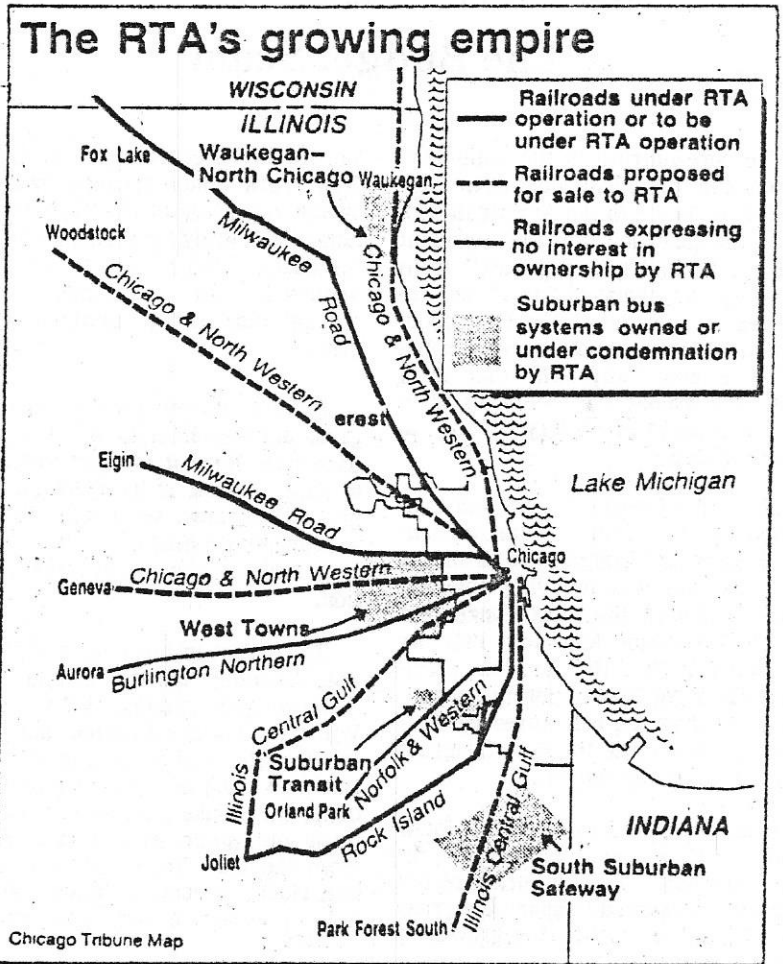 The RTA's growing empire
WISCONSIN
ILLINOIS
Railroads under RTA
operation or to be
under RTA operation
Railroads proposed
for sale to RTA
Railroads expressing
no interest in
ownership by RTA
Suburban bus
systems owned or
under condemnation
by RTA
Fox Lake
Waukegan–
North Chicago
Waukegan
Milwaukee
Road
Chicago & North Western
Woodstock
Chicago & North Western
erest
Elgin
Milwaukee Road
Lake Michigan
Chicago
Geneva
Chicago & North Western
West Towns
Aurora
Burlington Northern
Illinois
Central Gulf
Suburban
Transit
Orland Park
Norfolk & Western
Rock Island
Joliet
Illinois Central Gulf
INDIANA
South Suburban
Safeway
Park Forest South
Chicago Tribune Map